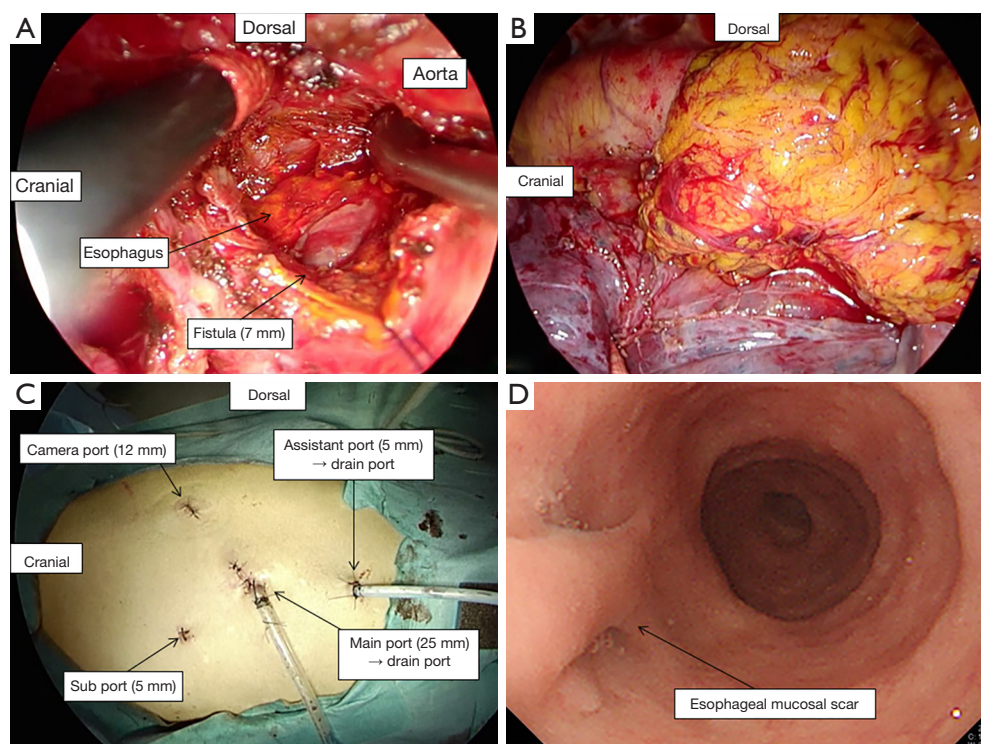 A
Dorsal
Aorta
Cranial
Esophagus
Fistula (7 mm)
B
Dorsal
Cranial
C
Dorsal
Camera port (12 mm)
Assistant port (5 mm)
→ drain port
Cranial
Main port (25 mm)
→ drain port
Sub port (5 mm)
D
Esophageal mucosal scar